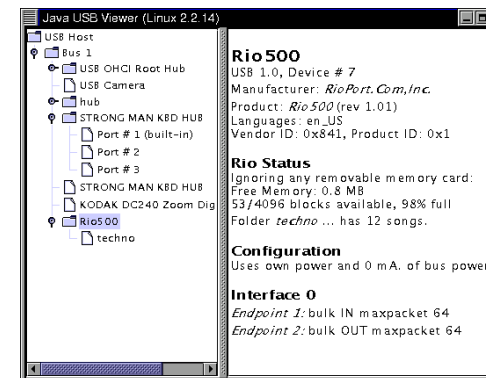 Java USB Viewer (Linux 2.2.14)
USB Host
Bus 1
USB OHCI Root Hub
USB Camera
hub
STRONG MAN KBD HUB
Port # 1 (built-in)
Port # 2
Port # 3
STRONG MAN KBD HUB
KODAK DC240 Zoom Dig
Rio500
techno
Rio500
USB 1.0, Device # 7
Manufacturer: RioPort.Com,Inc.
Product: Rio500 (rev 1.01)
Languages: en_US
Vendor ID: 0x841, Product ID: 0x1
Rio Status
Ignoring any removable memory card:
Free Memory: 0.8 MB
53/4096 blocks available, 98% full
Folder techno ... has 12 songs.
Configuration
Uses own power and 0 mA. of bus power
Interface 0
Endpoint 1: bulk IN maxpacket 64
Endpoint 2: bulk OUT maxpacket 64